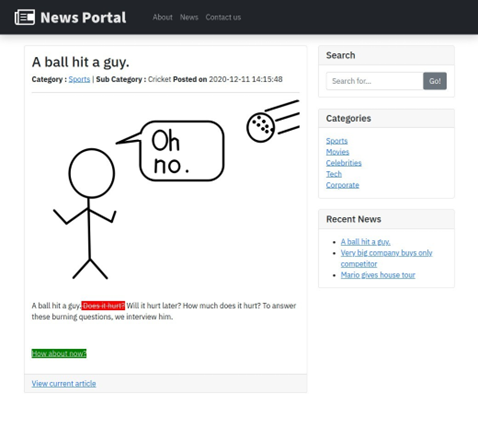 News Portal
About News Contact us
A ball hit a guy.
Category : Sports | Sub Category : Cricket Posted on 2020-12-11 14:15:48
Oh
no.
A ball hit a guy. Does it hurt? Will it hurt later? How much does it hurt? To answer
these burning questions, we interview him.
How about now?
View current article
Search
Search for... Go!
Categories
Sports
Movies
Celebrities
Tech
Corporate
Recent News
A ball hit a guy.
Very big company buys only
competitor
Mario gives house tour